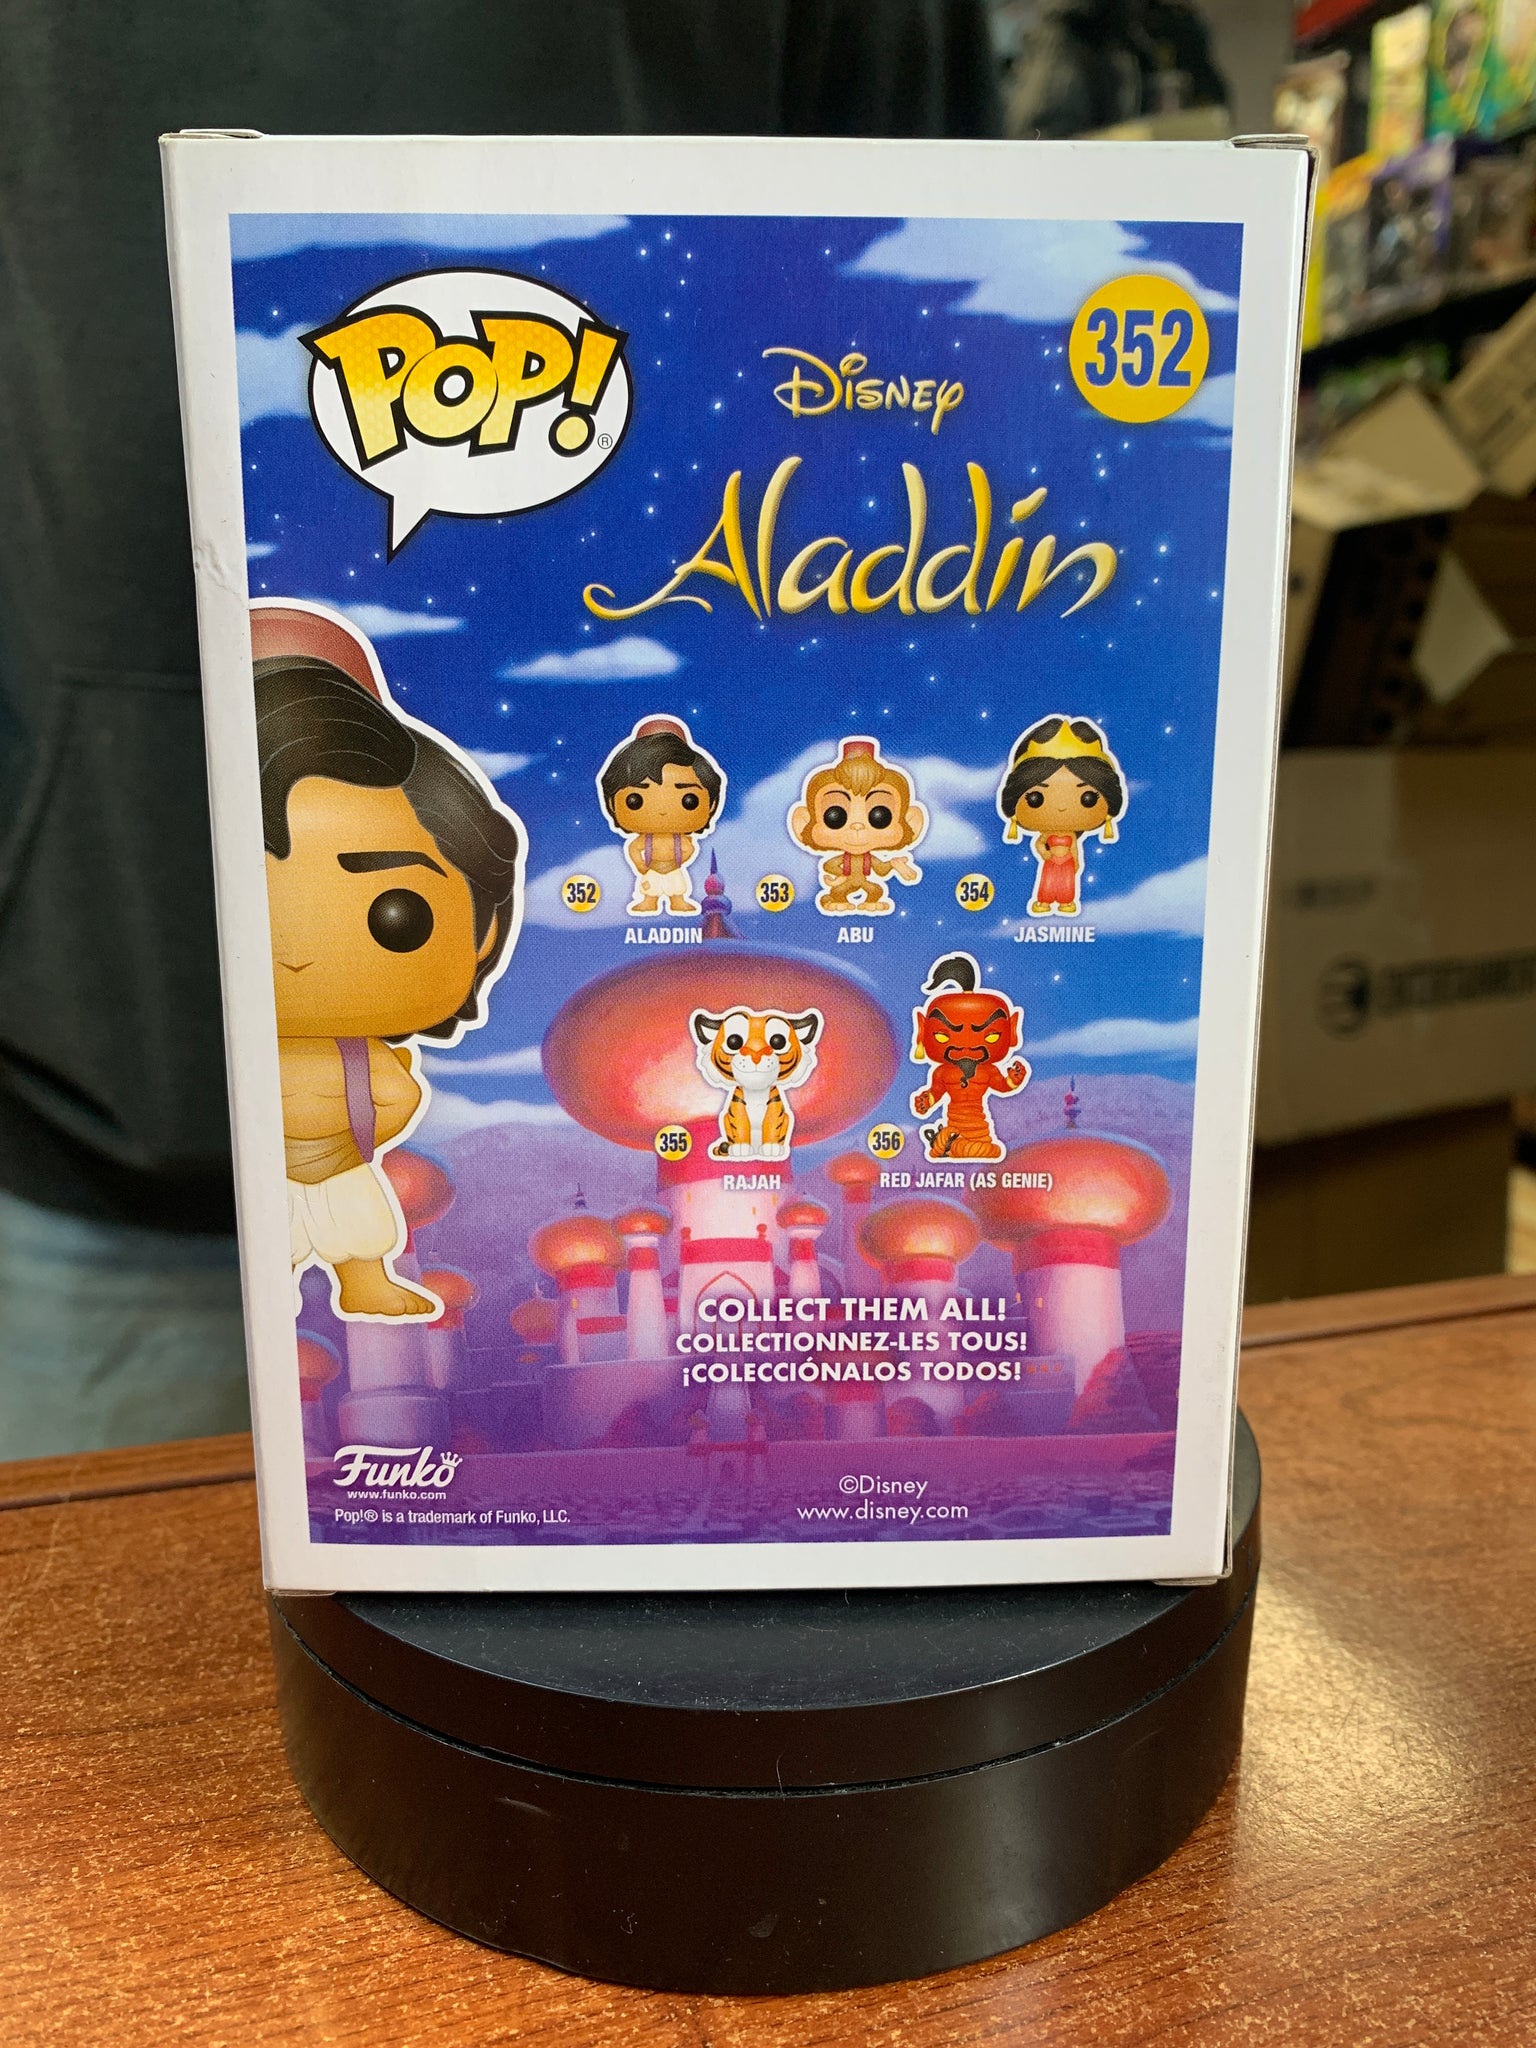 POP!®
352
Disney
Aladdin
352
ALADDIN
353
ABU
354
JASMINE
355
RAJAH
356
RED JAFAR (AS GENIE)
COLLECT THEM ALL!
COLLECTIONNEZ-LES TOUS!
¡COLECCIÓNALOS TODOS!
Funko
www.funko.com
Pop!® is a trademark of Funko, LLC.
©Disney
www.disney.com